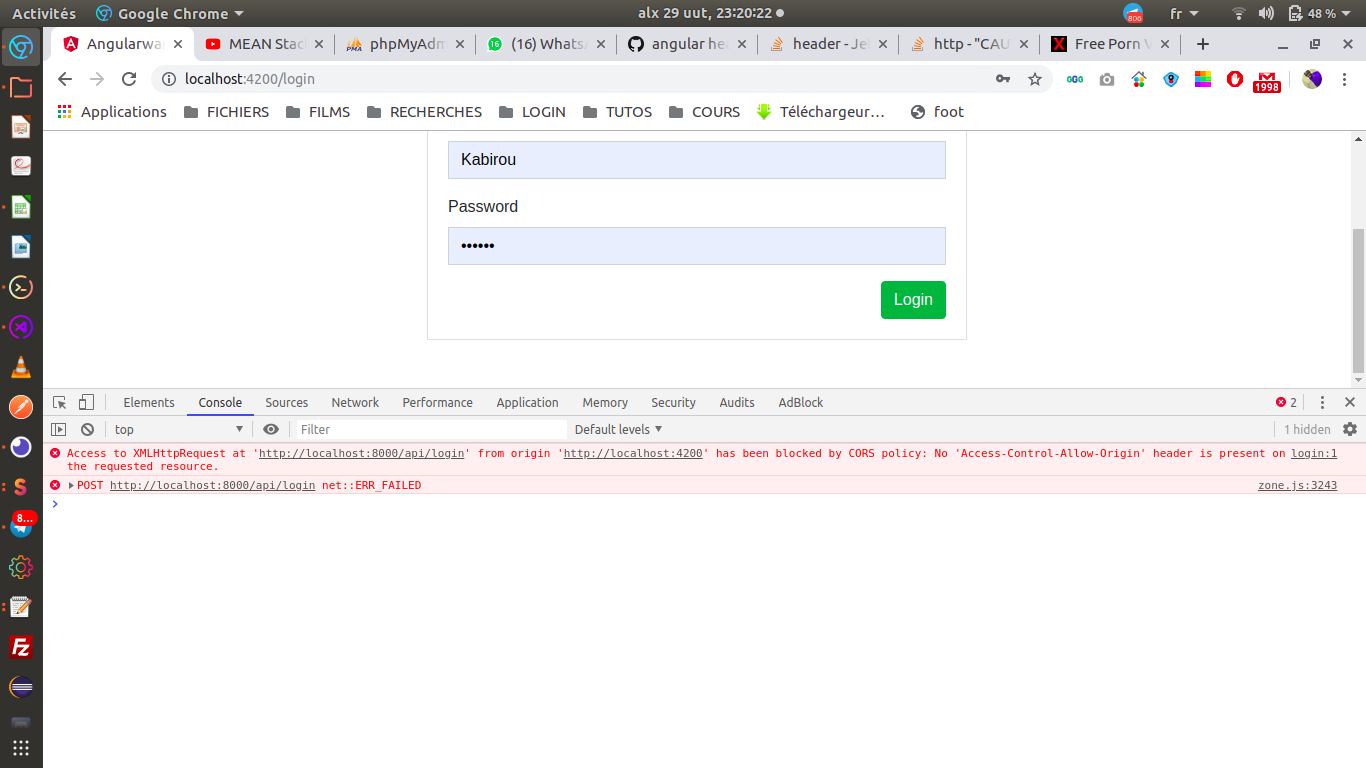 Activités Google Chrome alx 29 uut, 23:20:22 806 fr 48 %
Angularwa MEAN Stac phpMyAdm (16) Whats angular he header - Je http - "CAU Free Porn V
localhost:4200/login 1998
Applications FICHIERS FILMS RECHERCHES LOGIN TUTOS COURS Téléchargeur… foot
Kabirou
Password
••••••
Login
Elements Console Sources Network Performance Application Memory Security Audits AdBlock 2
top Filter Default levels 1 hidden
Access to XMLHttpRequest at 'http://localhost:8000/api/login' from origin 'http://localhost:4200' has been blocked by CORS policy: No 'Access-Control-Allow-Origin' header is present on login:1
the requested resource.
POST http://localhost:8000/api/login net::ERR_FAILED zone.js:3243
8...